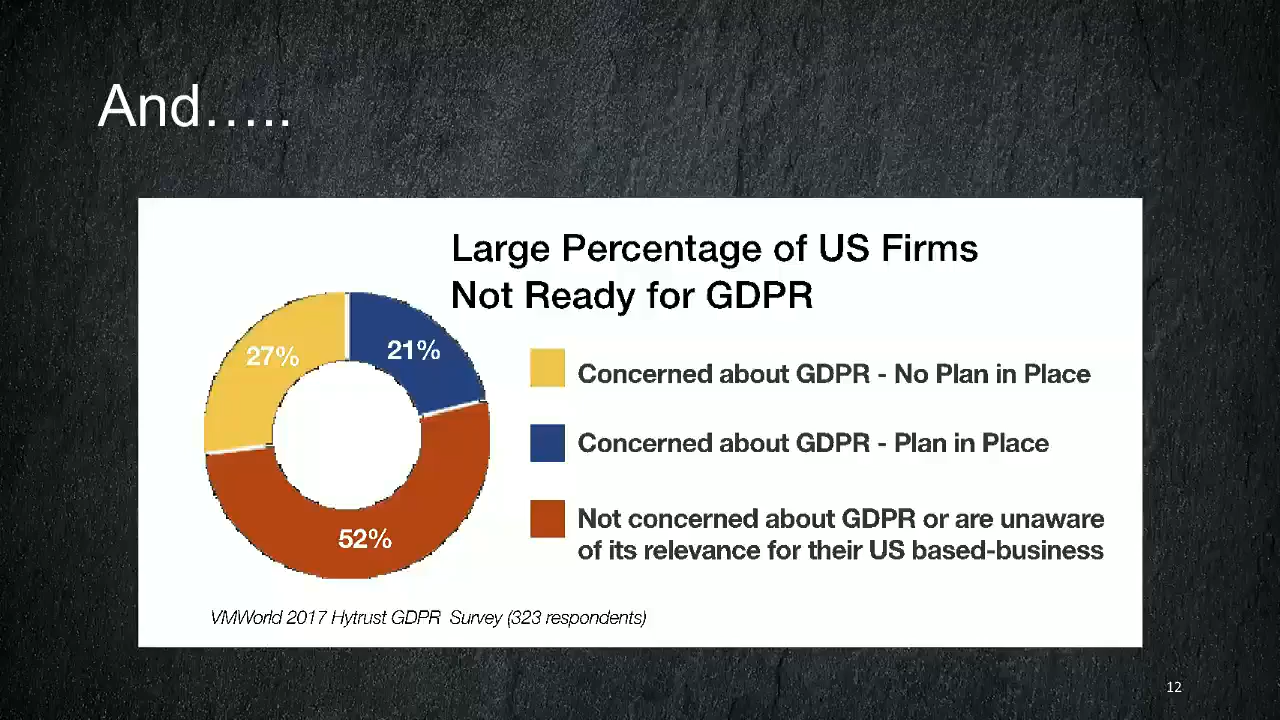 And…..
Large Percentage of US Firms
Not Ready for GDPR
27%
21%
52%
Concerned about GDPR - No Plan in Place
Concerned about GDPR - Plan in Place
Not concerned about GDPR or are unaware
of its relevance for their US based-business
VMWorld 2017 Hytrust GDPR Survey (323 respondents)
12